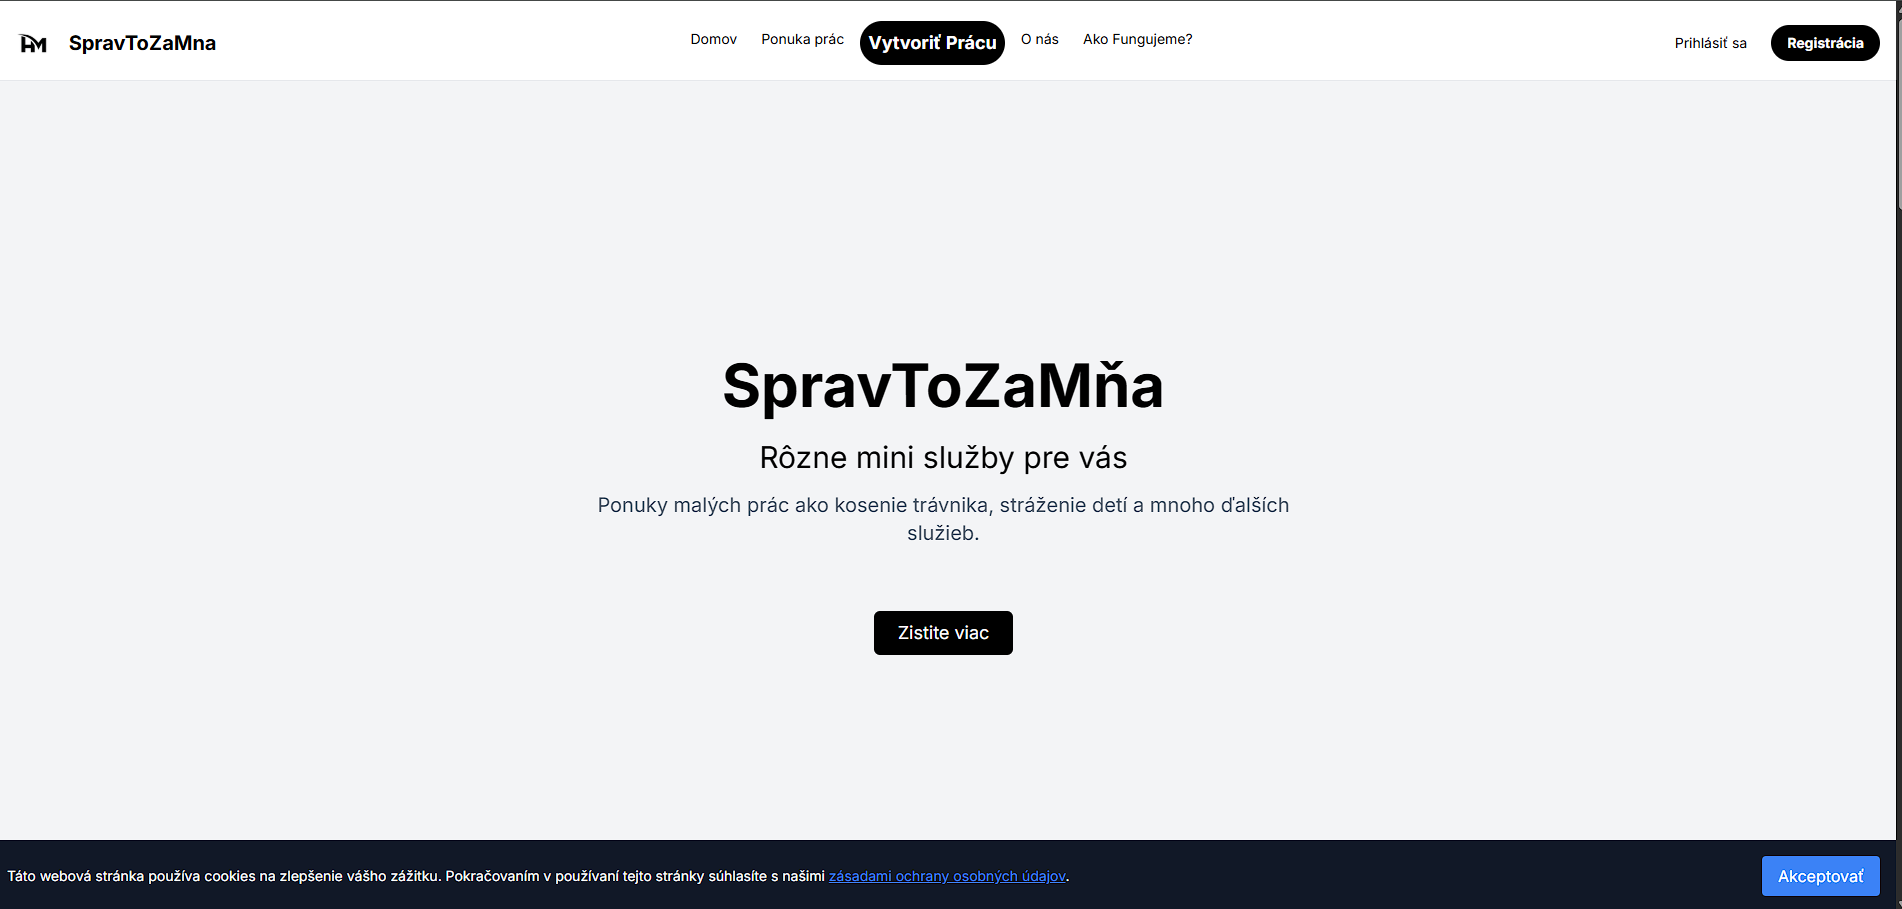 SpravToZaMna
Domov
Ponuka prác
Vytvoriť Prácu
O nás
Ako Fungujeme?
Prihlásiť sa
Registrácia
SpravToZaMňa
Rôzne mini služby pre vás
Ponuky malých prác ako kosenie trávnika, stráženie detí a mnoho ďalších
služieb.
Zistite viac
Táto webová stránka používa cookies na zlepšenie vášho zážitku. Pokračovaním v používaní tejto stránky súhlasíte s našimi zásadami ochrany osobných údajov.
Akceptovať